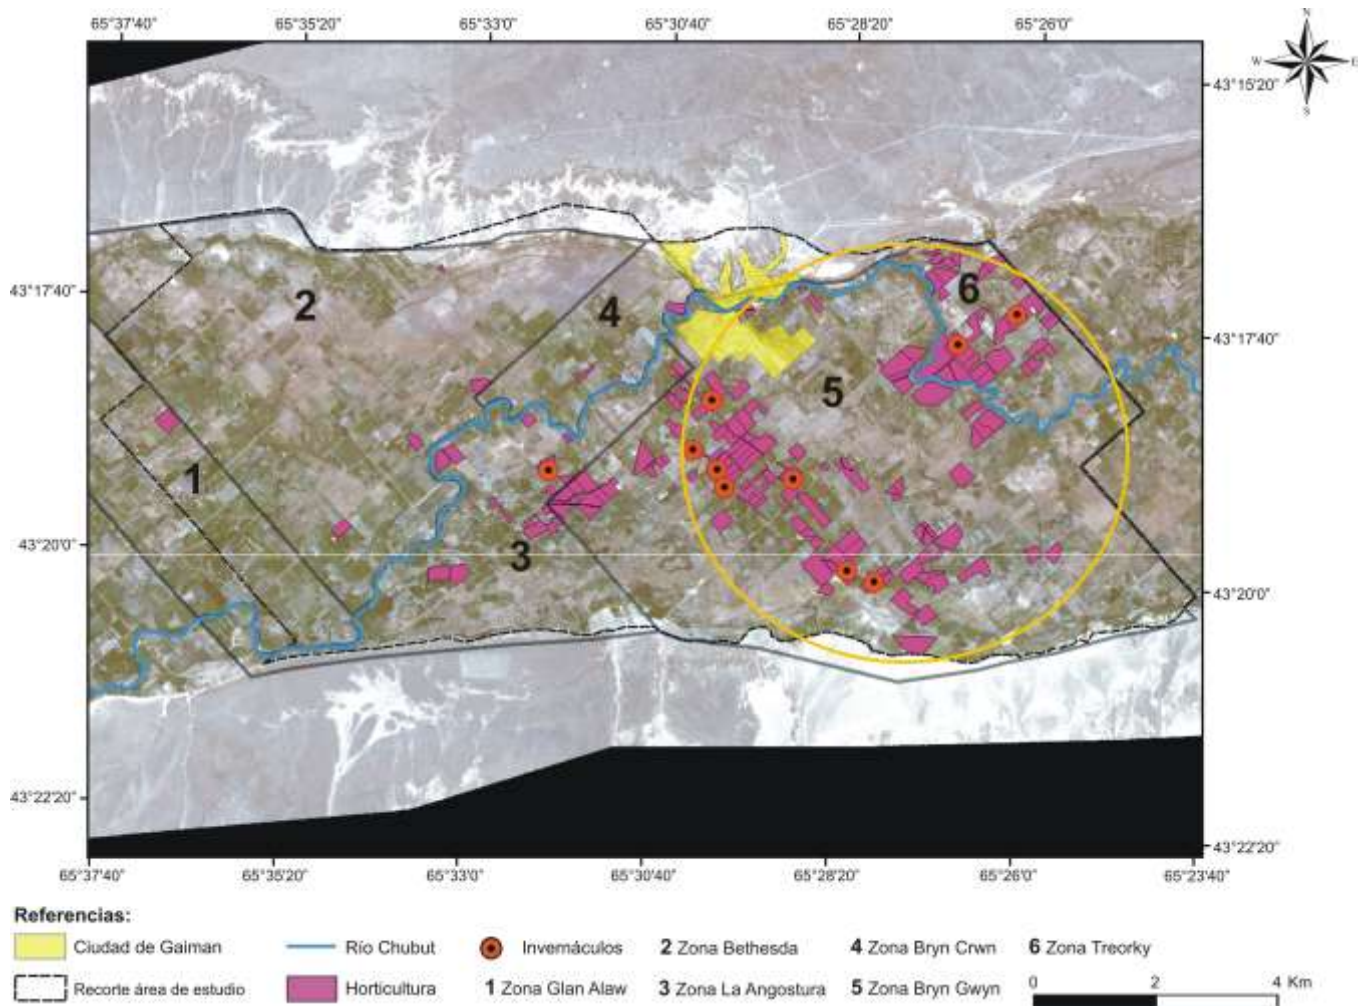 65°37'40" 65°35'20" 65°33'0" 65°30'40" 65°28'20" 65°26'0"
N
W E
S
43°15'20"
43°17'40"
43°17'40"
43°20'0"
43°20'0"
43°22'20"
43°22'20"
2
4
6
5
1
3
65°37'40" 65°35'20" 65°33'0" 65°30'40" 65°28'20" 65°26'0" 65°23'40"
Referencias:
Ciudad de Gaiman Río Chubut Invernáculos 2 Zona Bethesda 4 Zona Bryn Crwn 6 Zona Treorky
Recorte área de estudio Horticultura 1 Zona Glan Alaw 3 Zona La Angostura 5 Zona Bryn Gwyn
0 2 4 Km